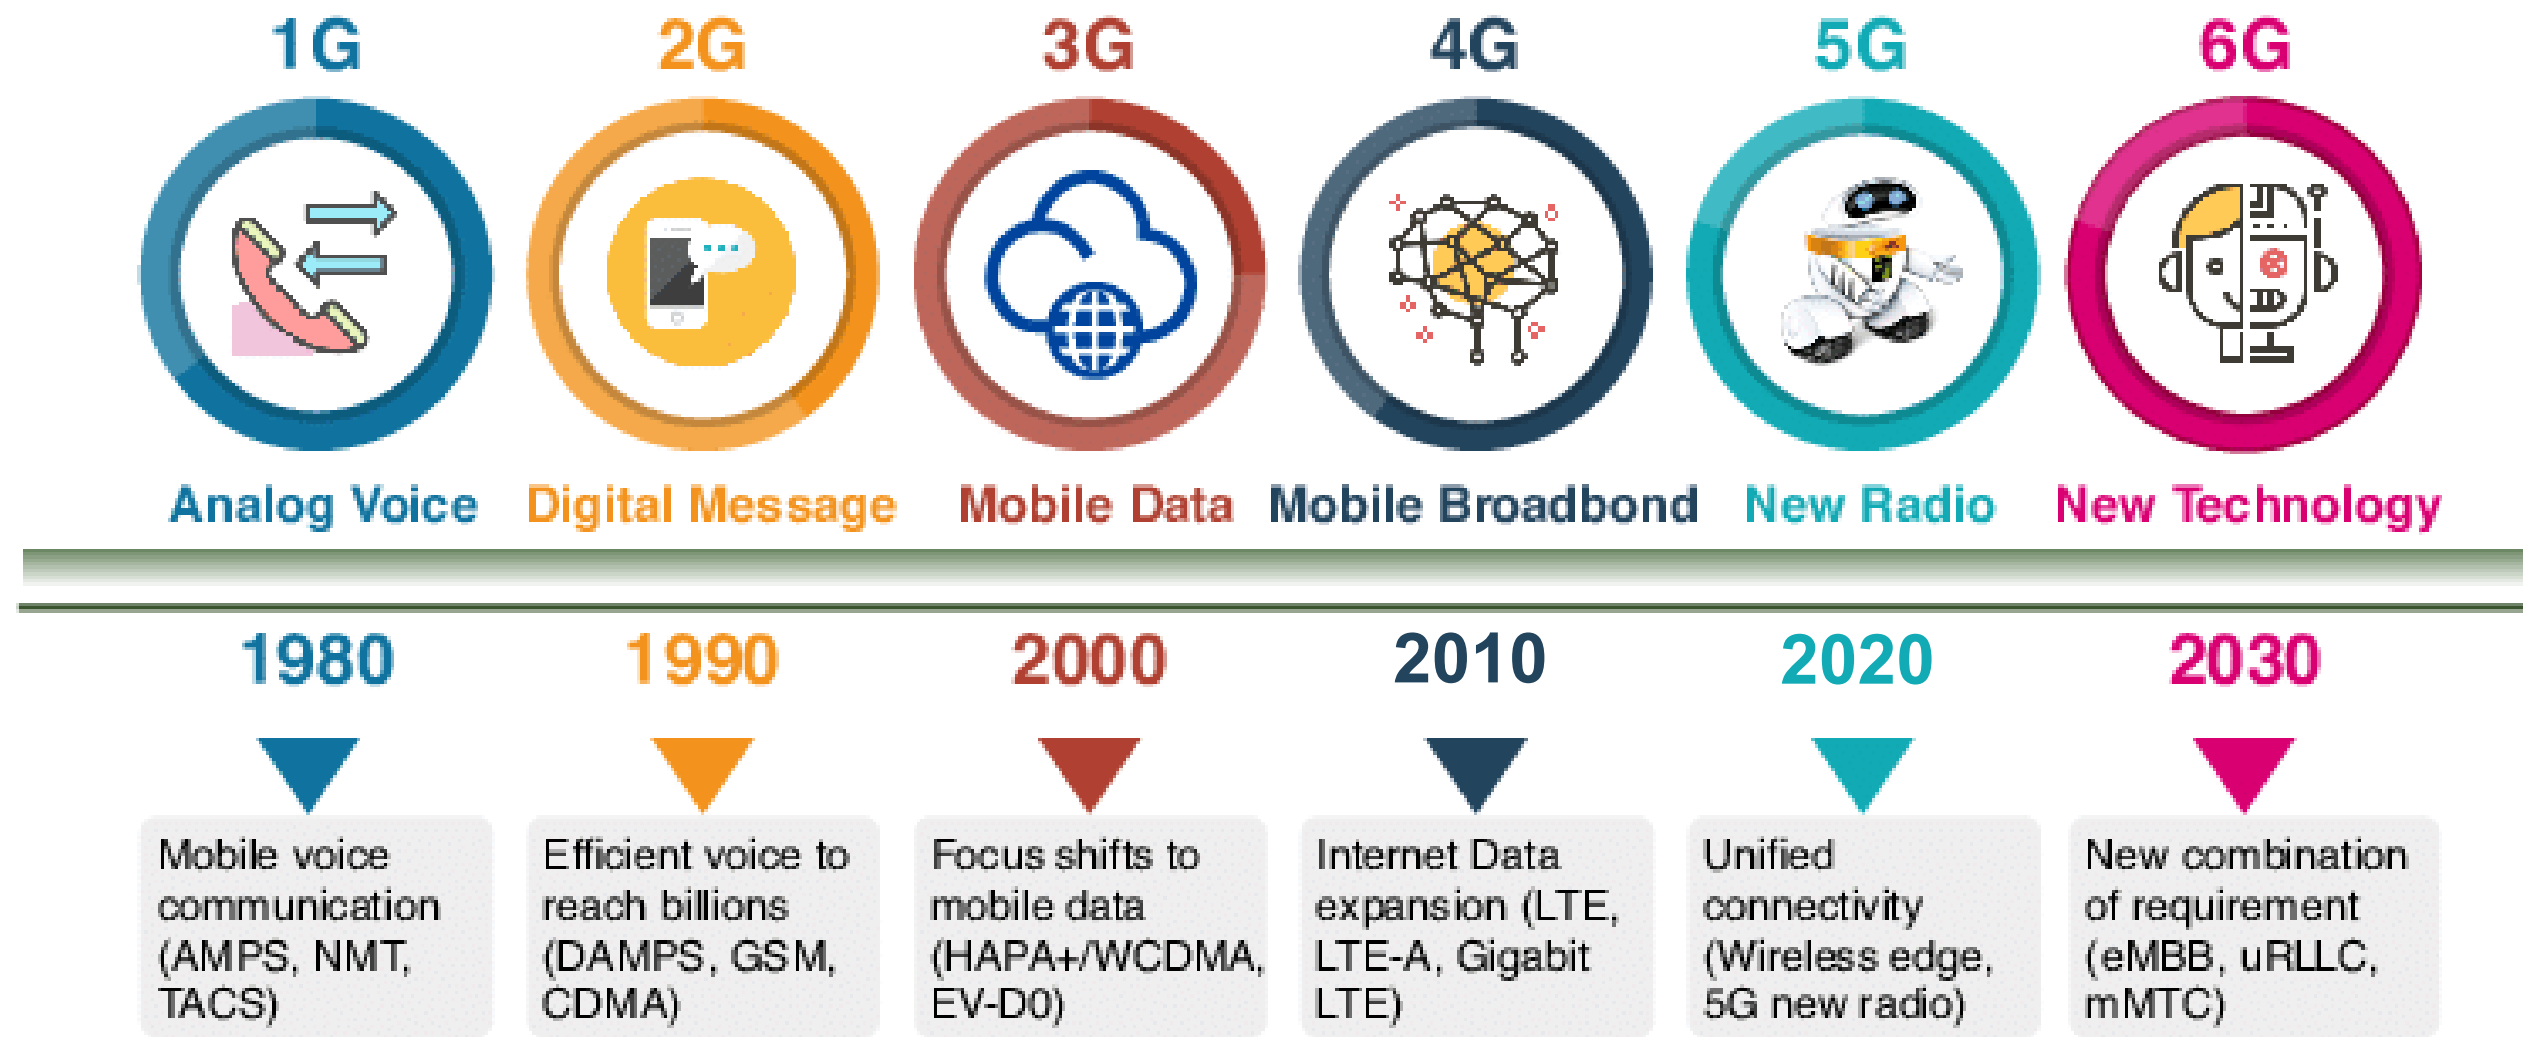 1G
2G
3G
4G
5G
6G
Analog Voice
Digital Message
Mobile Data
Mobile Broadbond
New Radio
New Technology
1980
1990
2000
2010
2020
2030
Mobile voice
communication
(AMPS, NMT,
TACS)
Efficient voice to
reach billions
(DAMPS, GSM,
CDMA)
Focus shifts to
mobile data
(HAPA+/WCDMA,
EV-D0)
Internet Data
expansion (LTE,
LTE-A, Gigabit
LTE)
Unified
connectivity
(Wireless edge,
5G new radio)
New combination
of requirement
(eMBB, uRLLC,
mMTC)